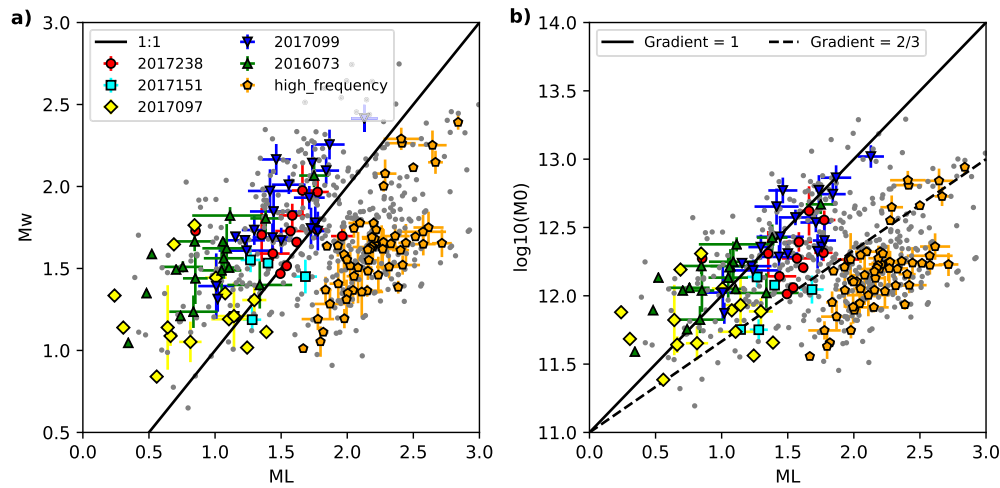 a)
3.0
2.5
2.0
1.5
1.0
0.5
Mw
0.0 0.5 1.0 1.5 2.0 2.5 3.0
ML
1:1
2017238
2017151
2017097
2017099
2016073
high_frequency
b)
14.0
13.5
13.0
12.5
12.0
11.5
11.0
log10(M0)
0.0 0.5 1.0 1.5 2.0 2.5 3.0
ML
Gradient = 1
Gradient = 2/3